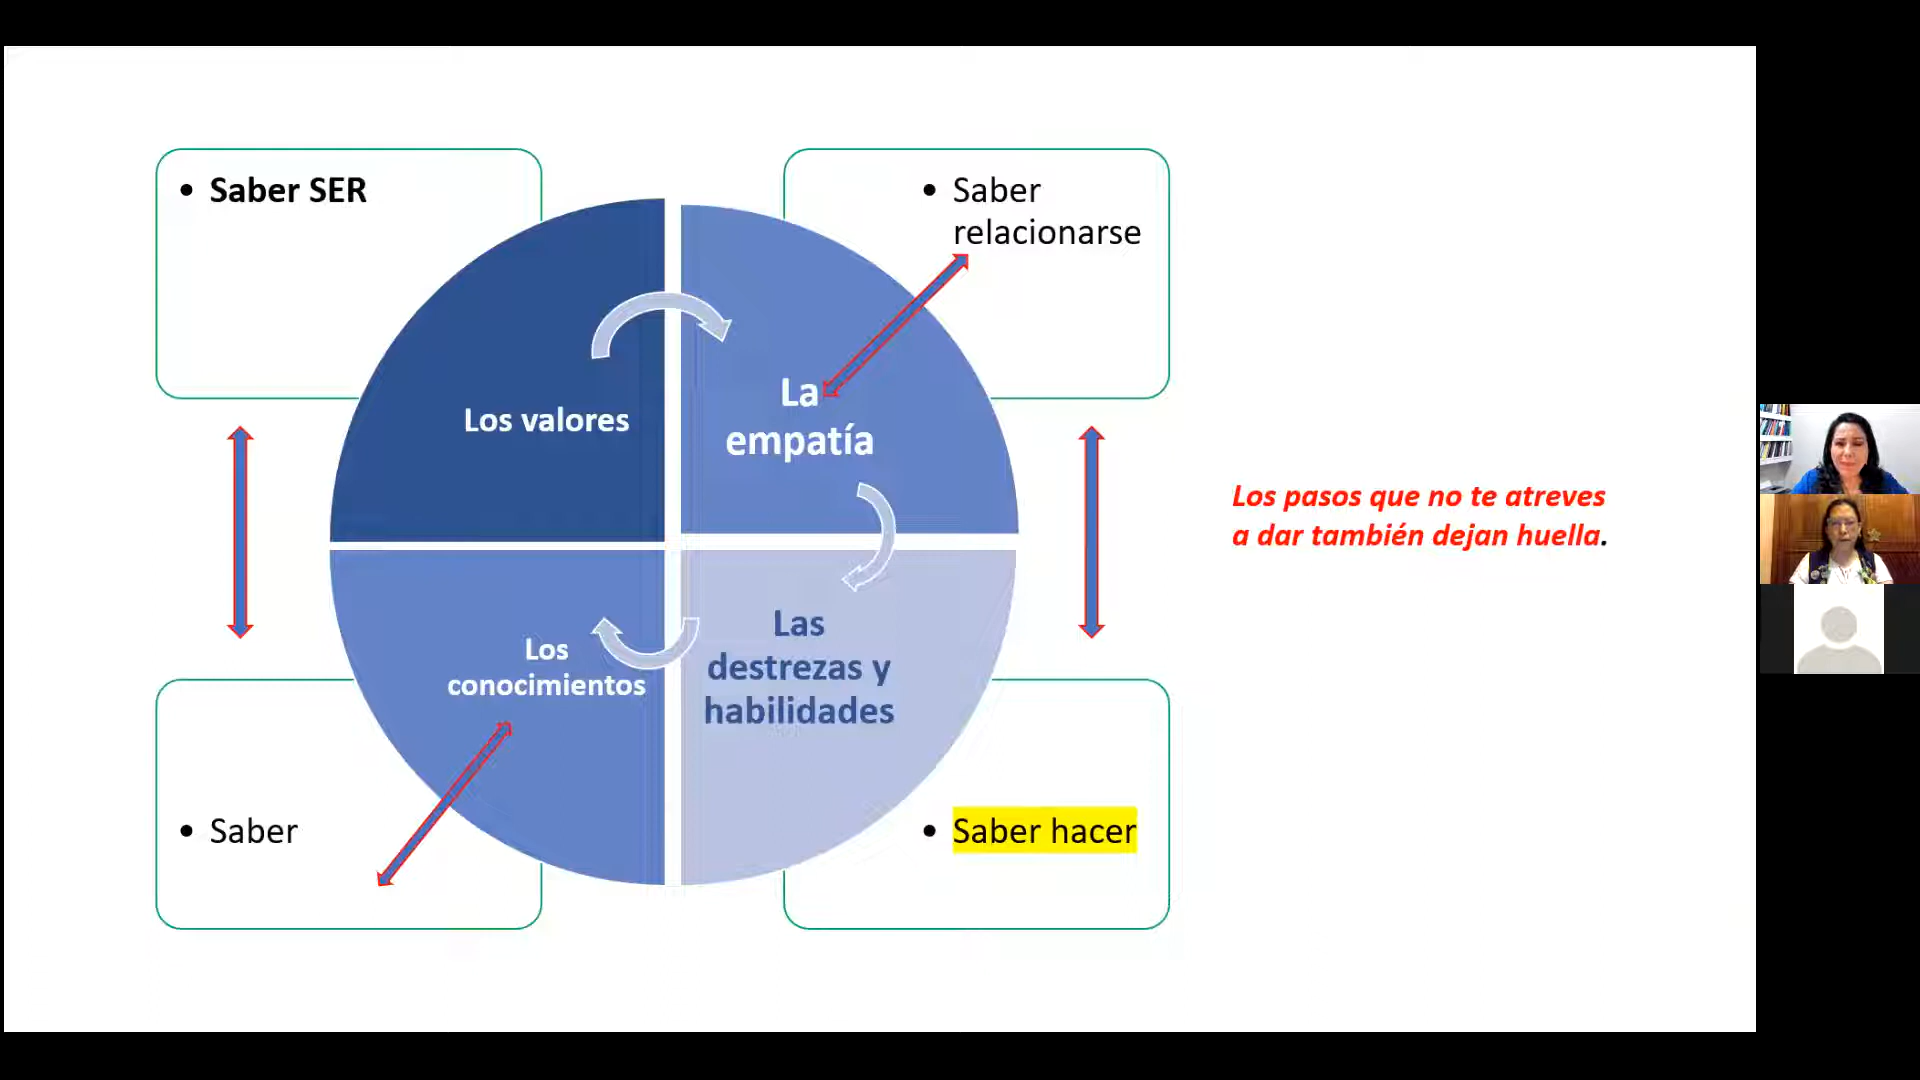 • Saber SER
• Saber
relacionarse
Los valores
La
empatía
Los
conocimientos
Las
destrezas y
habilidades
• Saber
• Saber hacer
Los pasos que no te atreves
a dar también dejan huella.